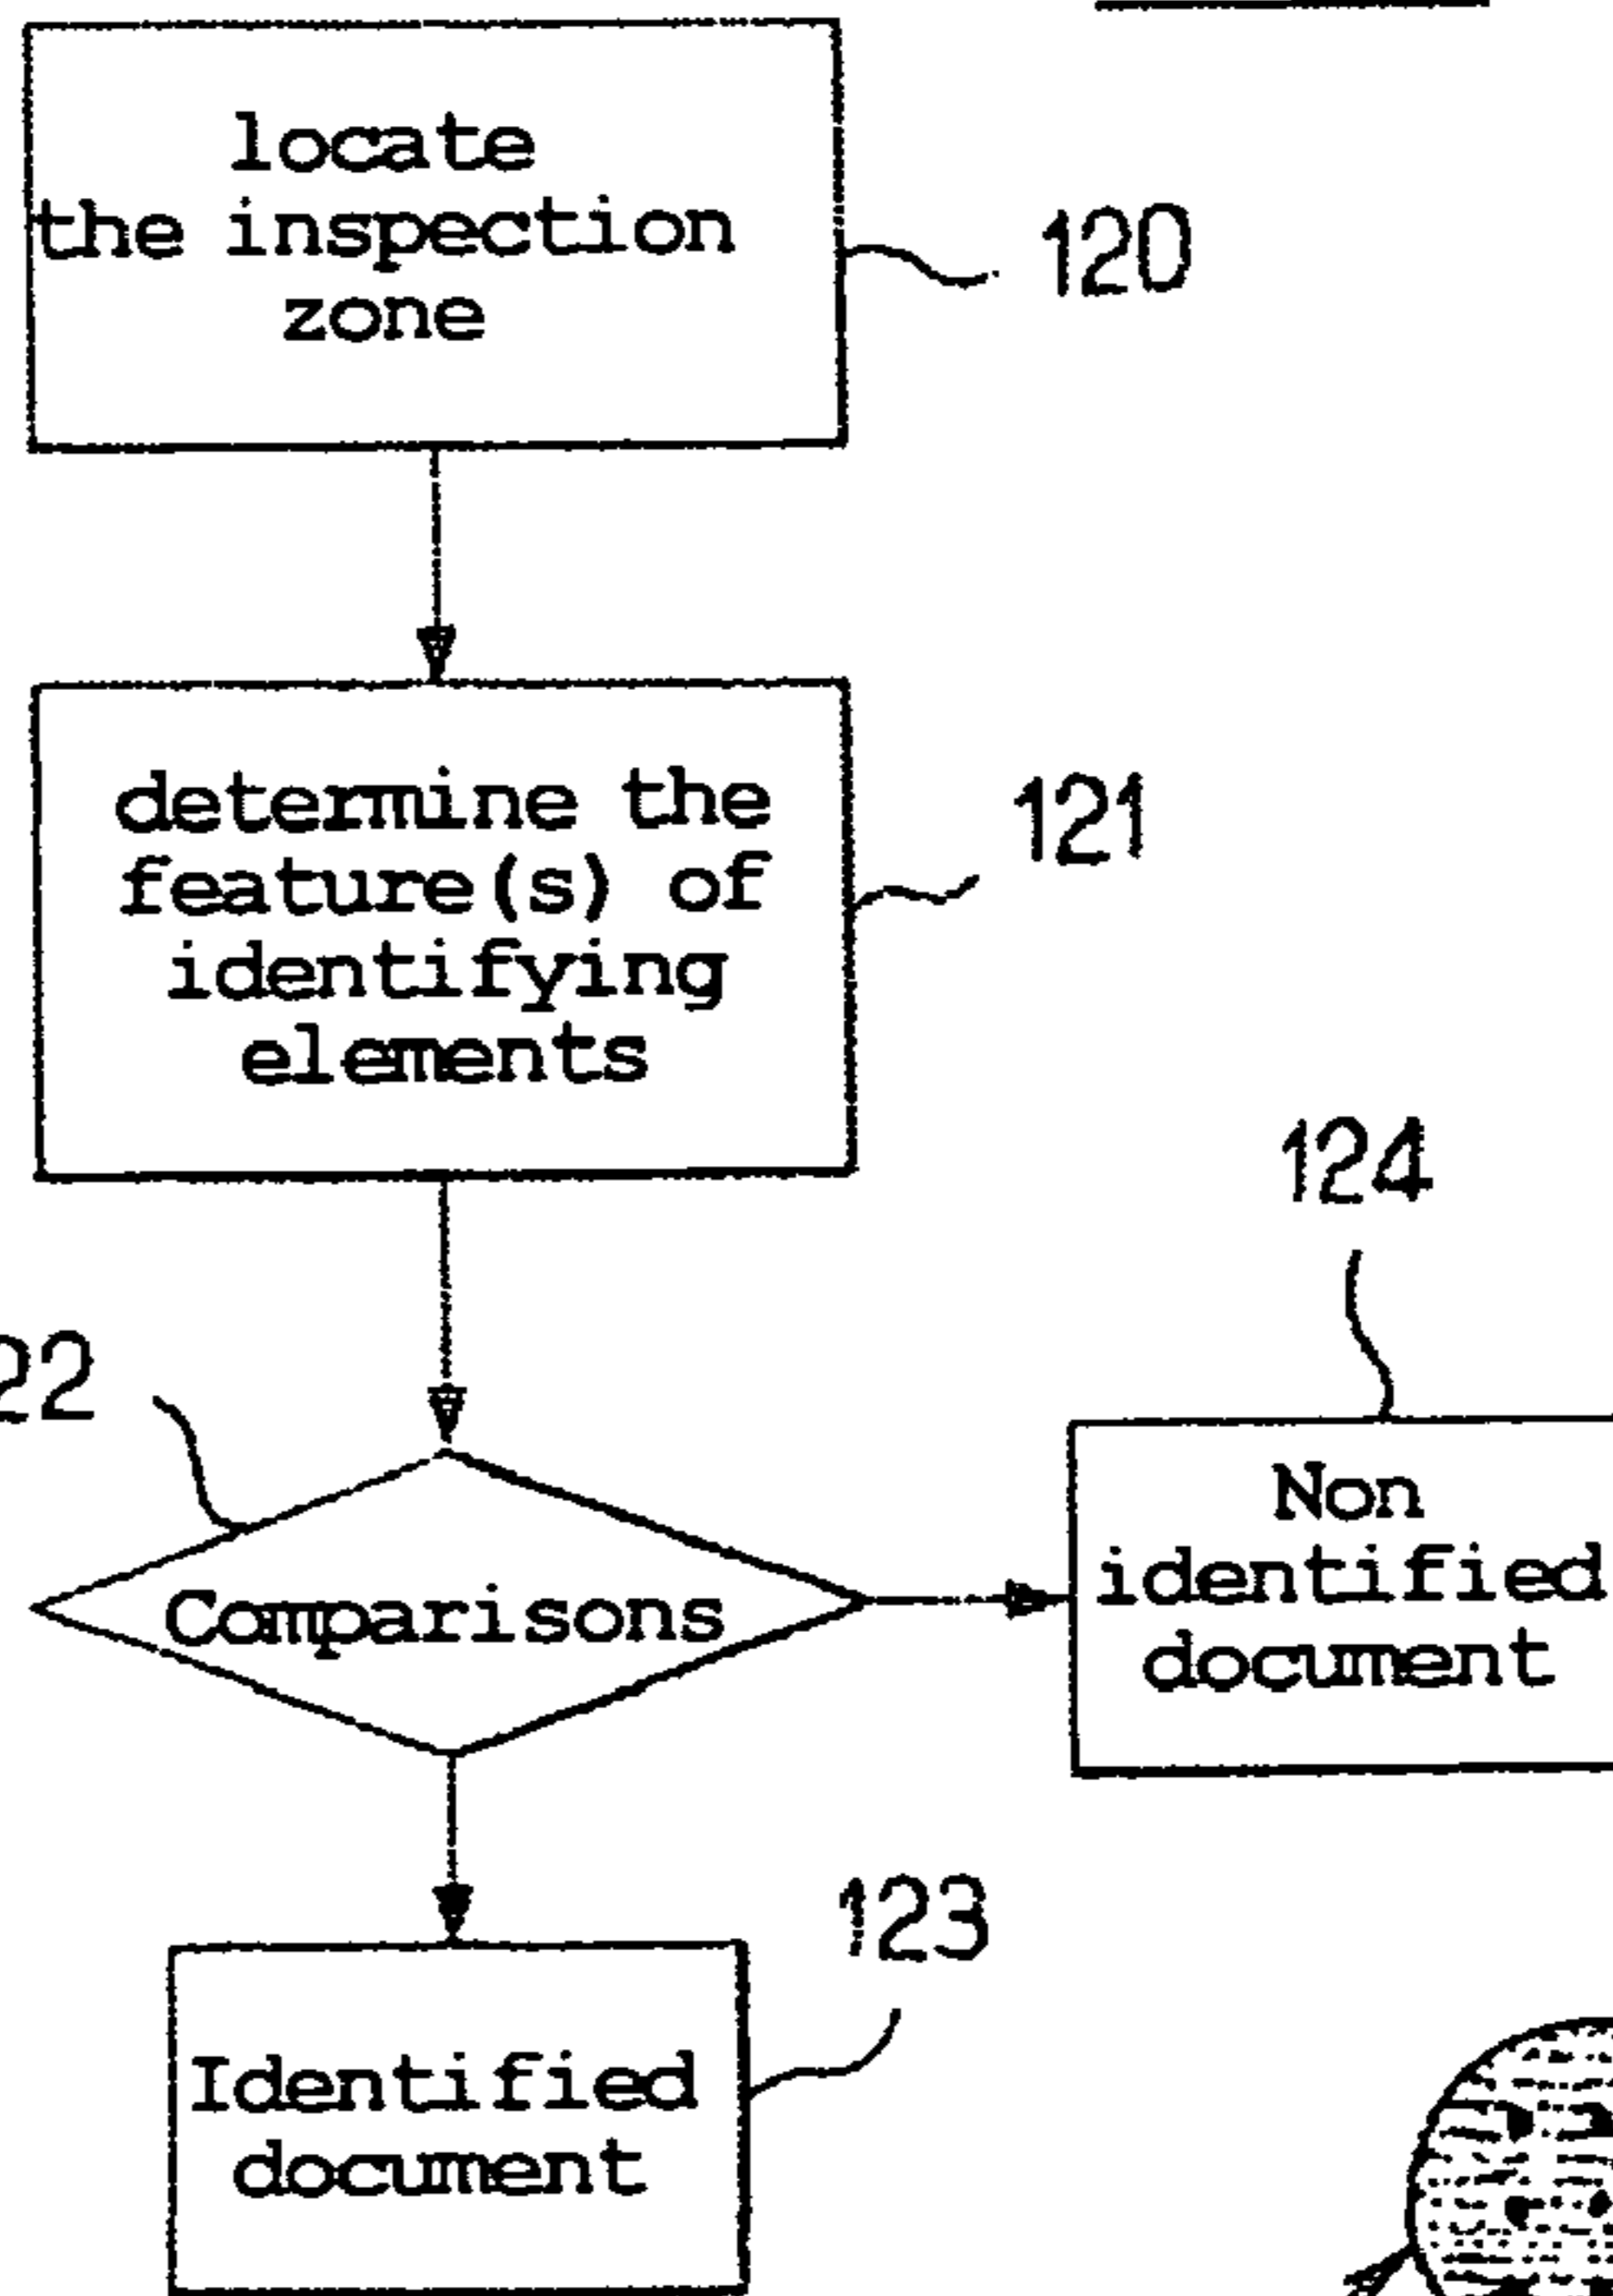 locate
the inspection
zone
120
determine the
feature(s) of
identifying
elements
121
124
22
Comparisons
Non
identified
document
123
Identified
document